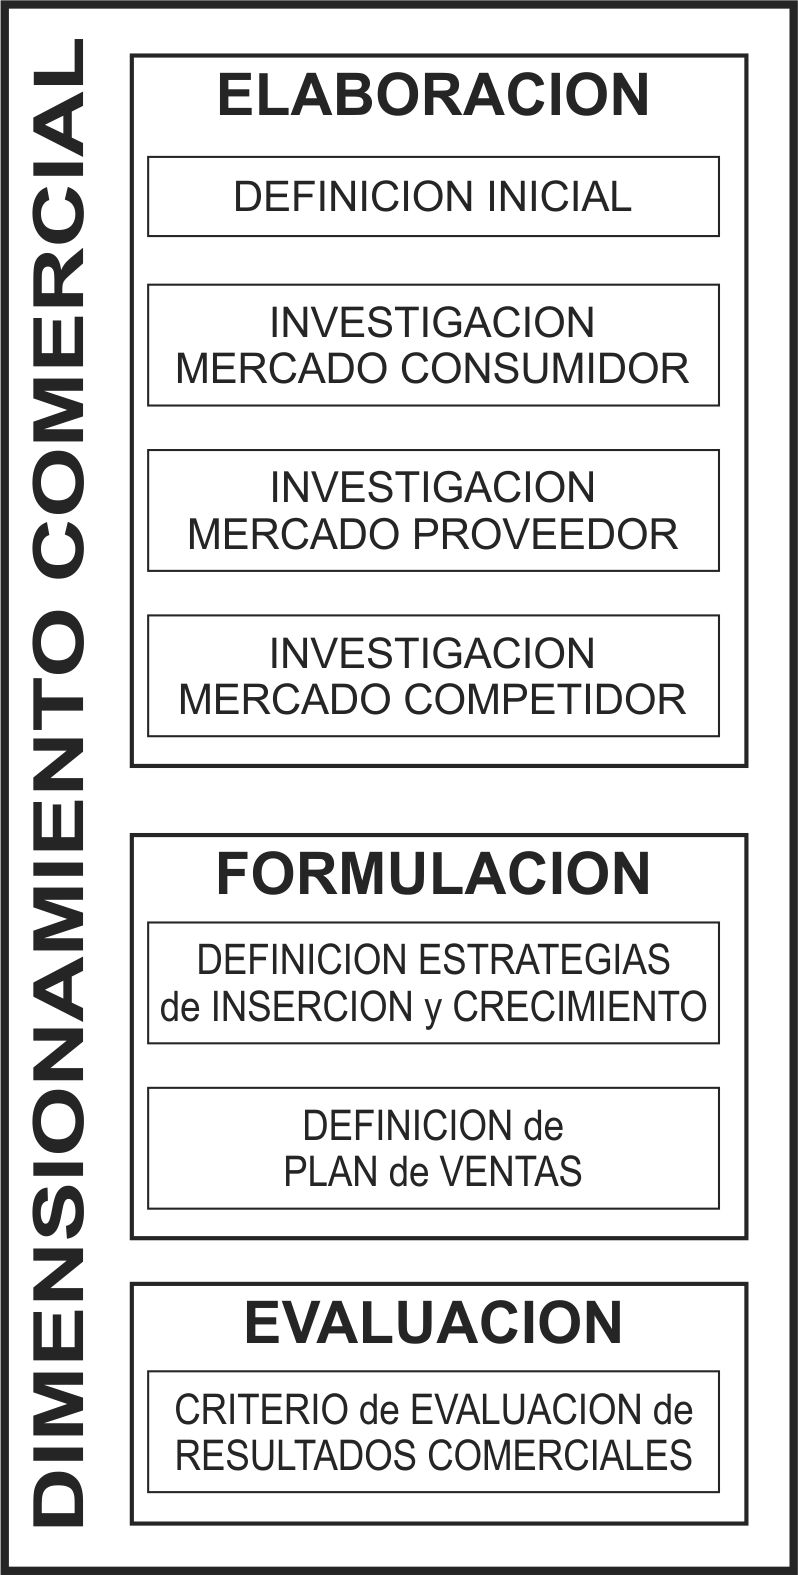 DIMENSIONAMIENTO COMERCIAL
ELABORACION
DEFINICION INICIAL
INVESTIGACION
MERCADO CONSUMIDOR
INVESTIGACION
MERCADO PROVEEDOR
INVESTIGACION
MERCADO COMPETIDOR
FORMULACION
DEFINICION ESTRATEGIAS
de INSERCION y CRECIMIENTO
DEFINICION de
PLAN de VENTAS
EVALUACION
CRITERIO de EVALUACION de
RESULTADOS COMERCIALES